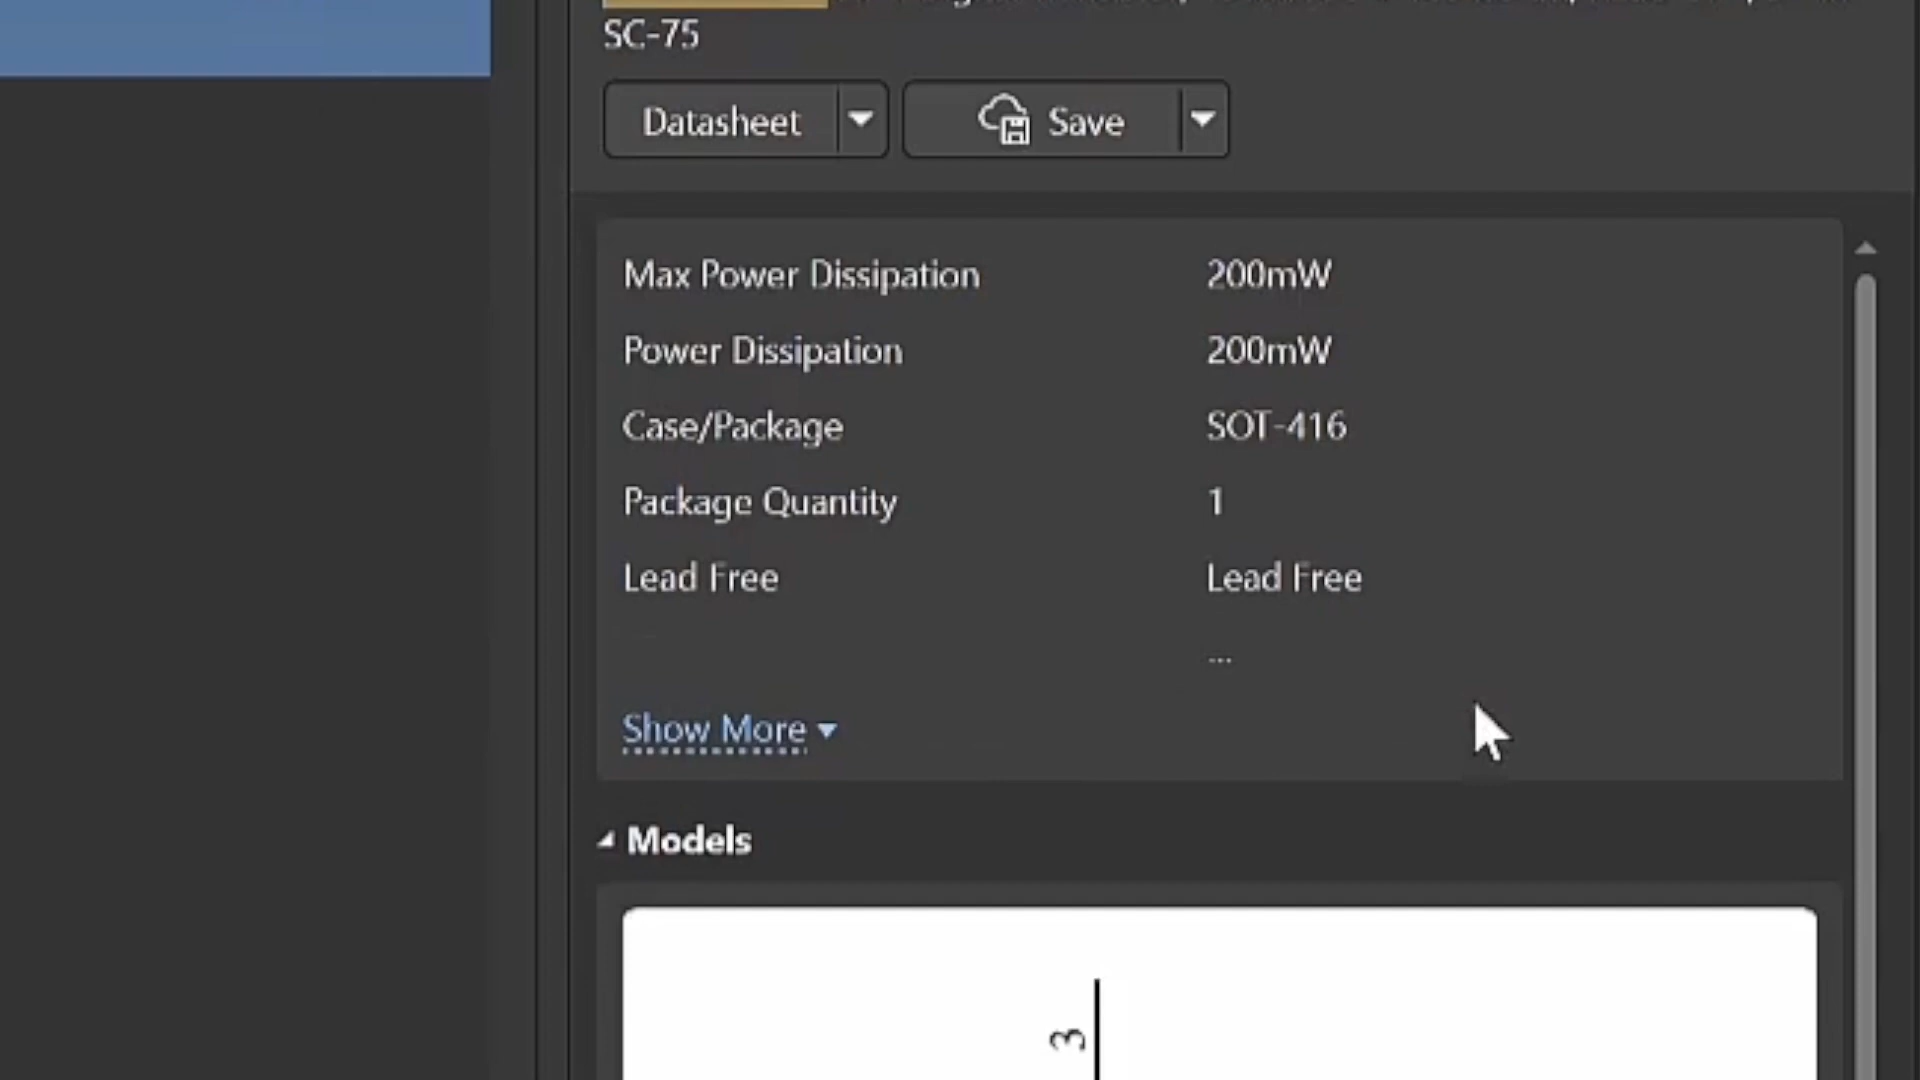 SC-75
Datasheet
Save
Max Power Dissipation 200mW
Power Dissipation 200mW
Case/Package SOT-416
Package Quantity 1
Lead Free Lead Free
...
Show More
Models
3